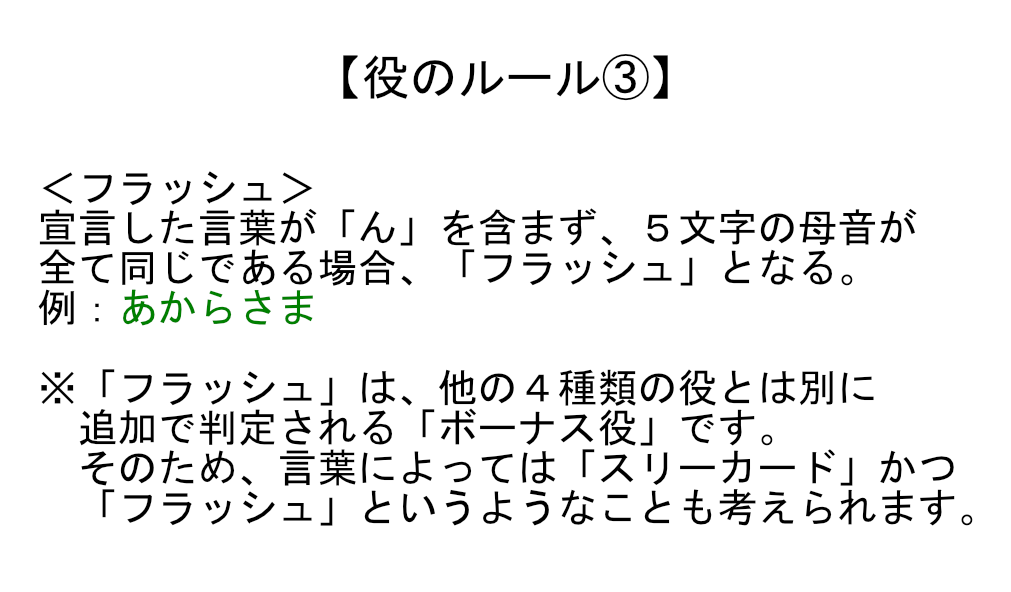 【役のルール③】
＜フラッシュ＞
宣言した言葉が「ん」を含まず、５文字の母音が
全て同じである場合、「フラッシュ」となる。
例：あからさま
※「フラッシュ」は、他の４種類の役とは別に
追加で判定される「ボーナス役」です。
そのため、言葉によっては「スリーカード」かつ
「フラッシュ」というようなことも考えられます。